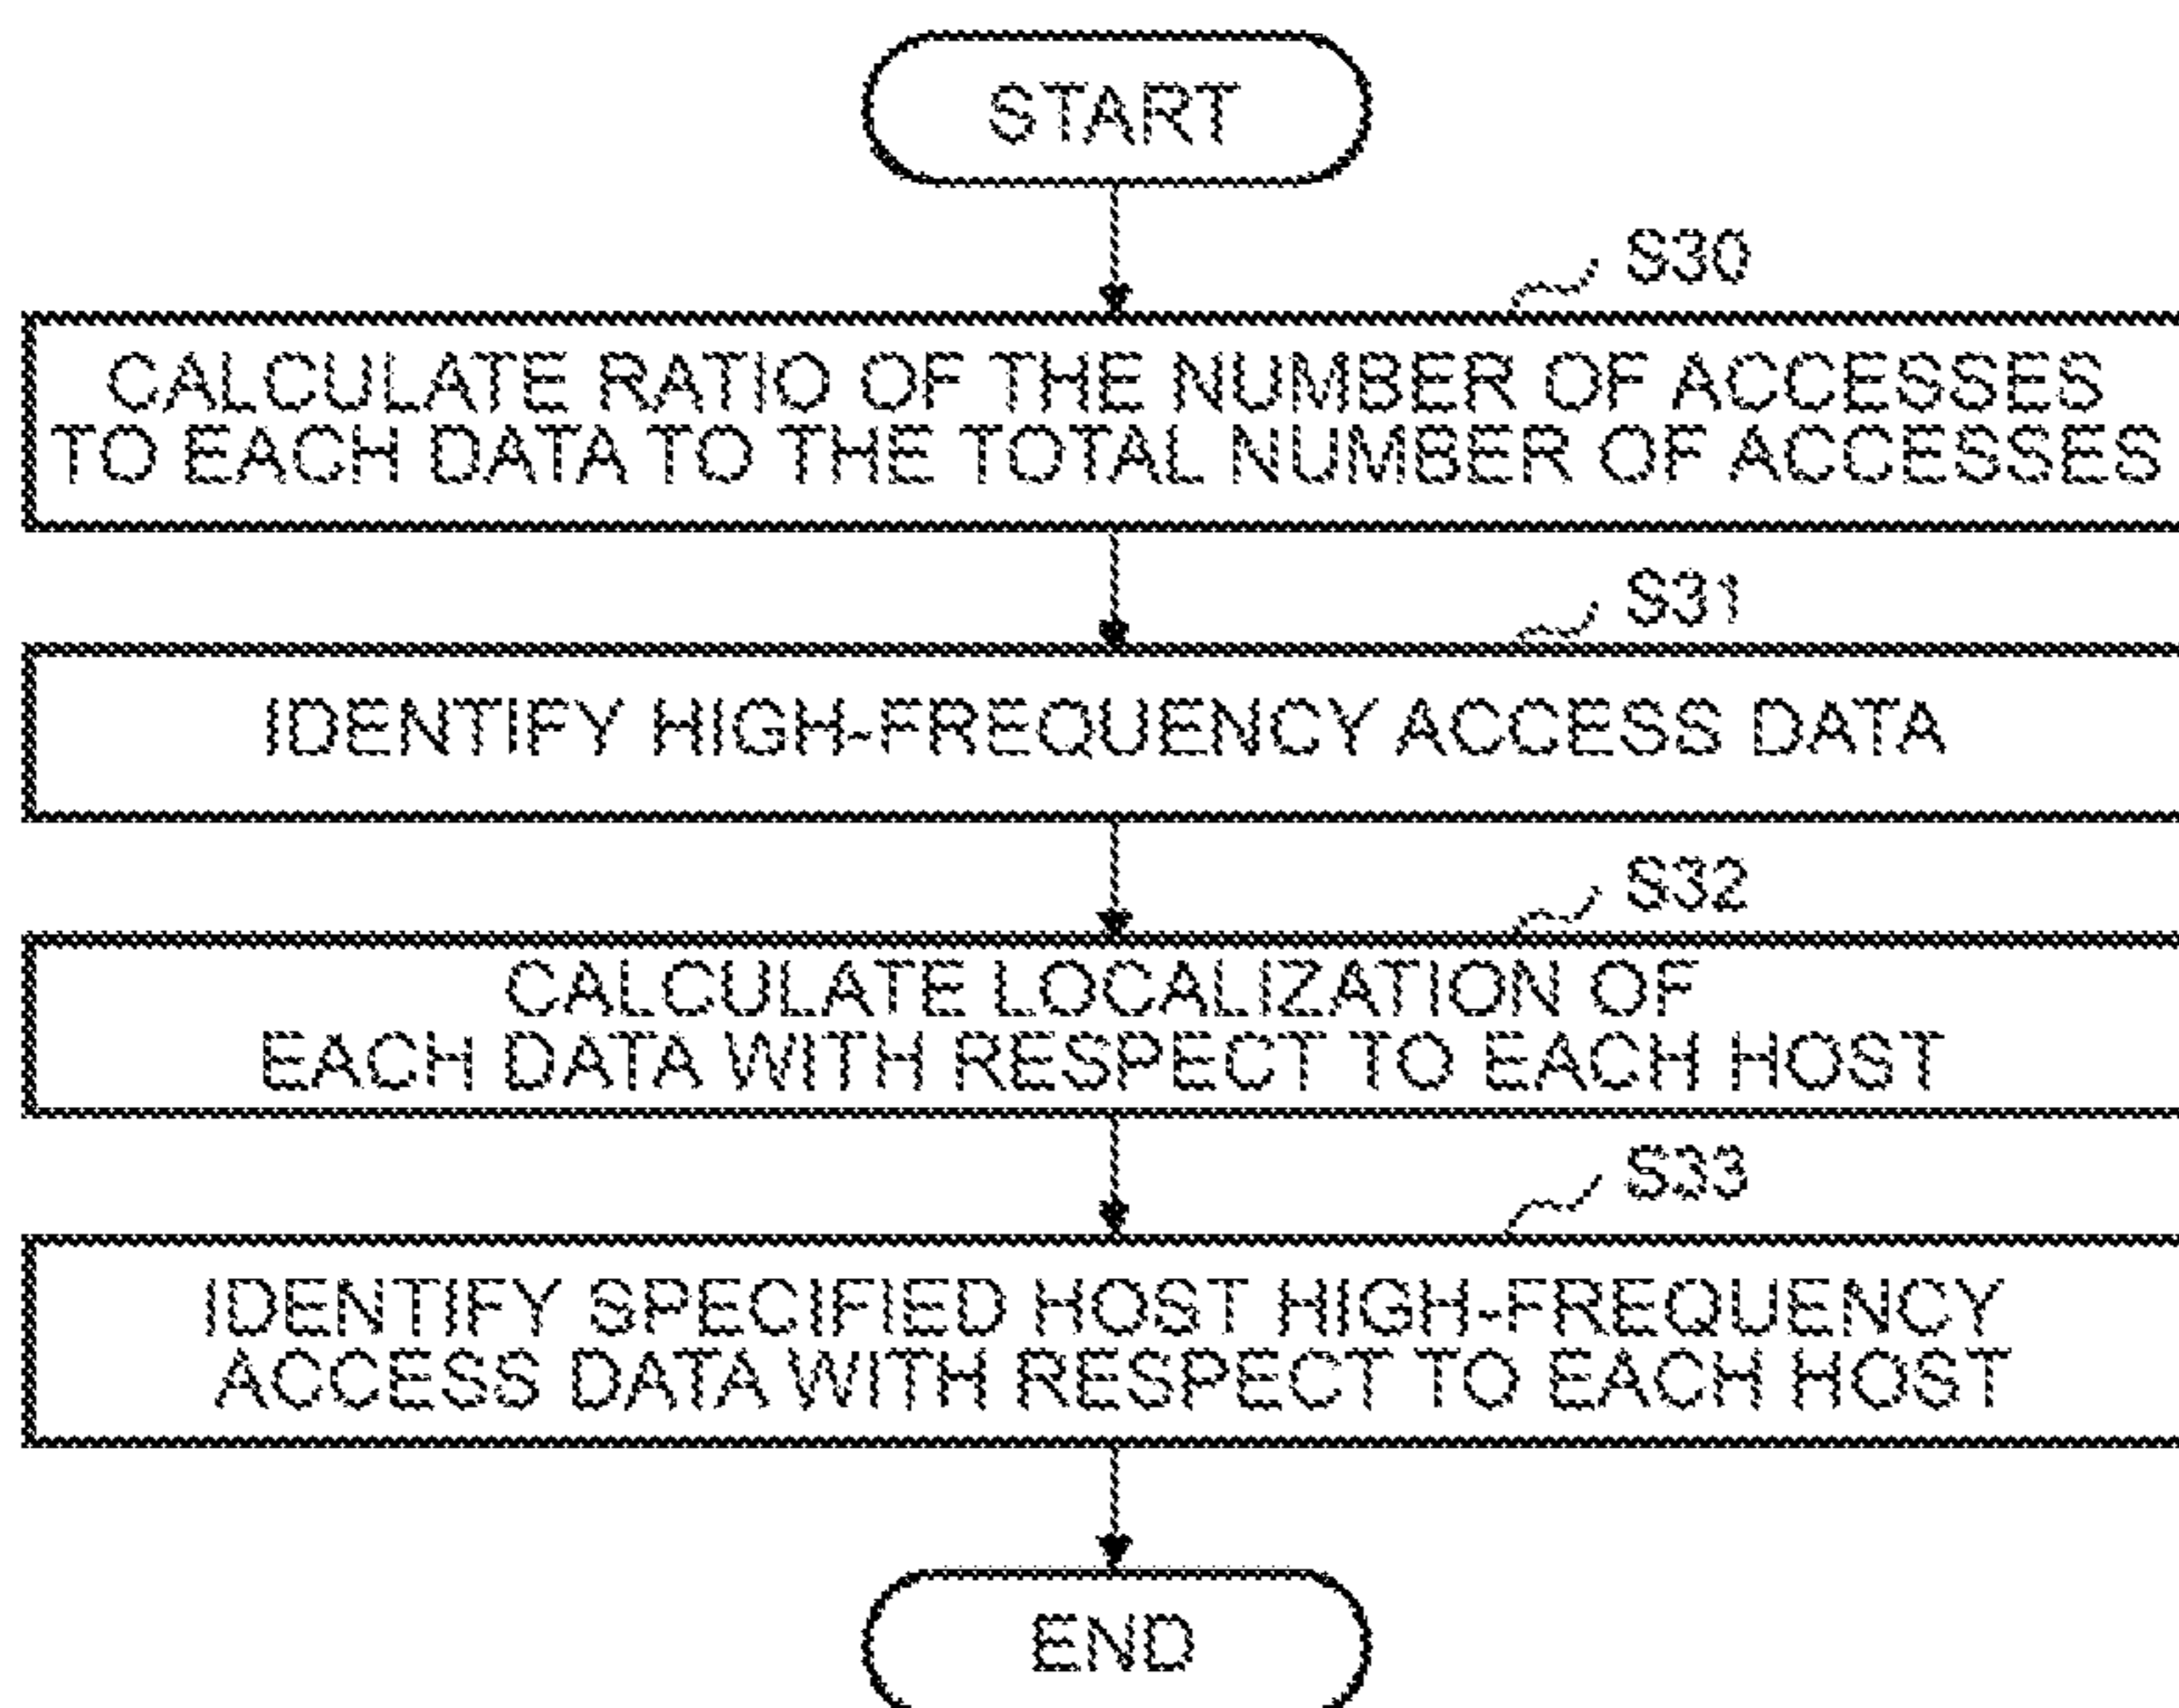 START
S30
CALCULATE RATIO OF THE NUMBER OF ACCESSES
TO EACH DATA TO THE TOTAL NUMBER OF ACCESSES
S31
IDENTIFY HIGH-FREQUENCY ACCESS DATA
S32
CALCULATE LOCALIZATION OF
EACH DATA WITH RESPECT TO EACH HOST
S33
IDENTIFY SPECIFIED HOST HIGH-FREQUENCY
ACCESS DATA WITH RESPECT TO EACH HOST
END